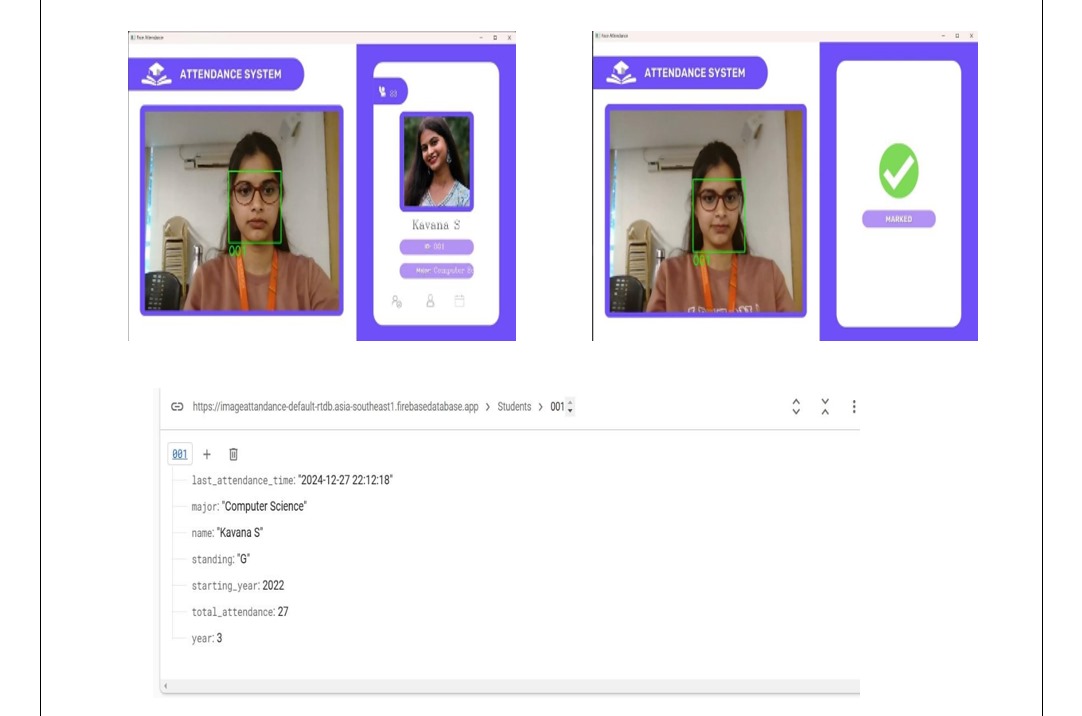 Face Attendance
ATTENDANCE SYSTEM
001
Kavana S
ID: 001
Major: Computer S
Face Attendance
ATTENDANCE SYSTEM
001
MARKED
https://imageattandance-default-rtdb.asia-southeast1.firebasedatabase.app > Students > 001
001
last_attendance_time: "2024-12-27 22:12:18"
major: "Computer Science"
name: "Kavana S"
standing: "G"
starting_year: 2022
total_attendance: 27
year: 3